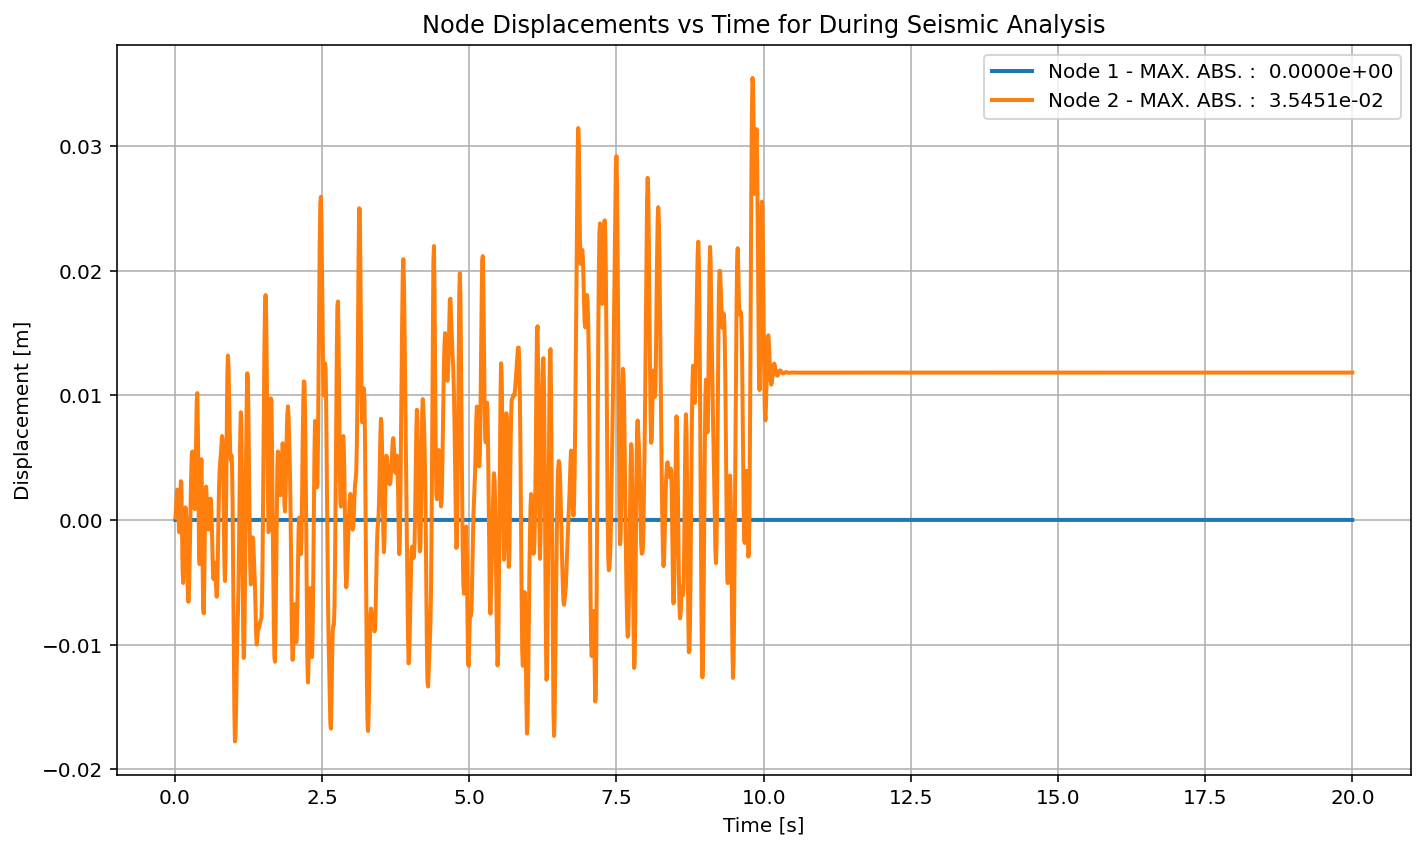 Node Displacements vs Time for During Seismic Analysis
Node 1 - MAX. ABS. :  0.0000e+00
Node 2 - MAX. ABS. :  3.5451e-02
Displacement [m]
0.03
0.02
0.01
0.00
−0.01
−0.02
0.0 2.5 5.0 7.5 10.0 12.5 15.0 17.5 20.0
Time [s]